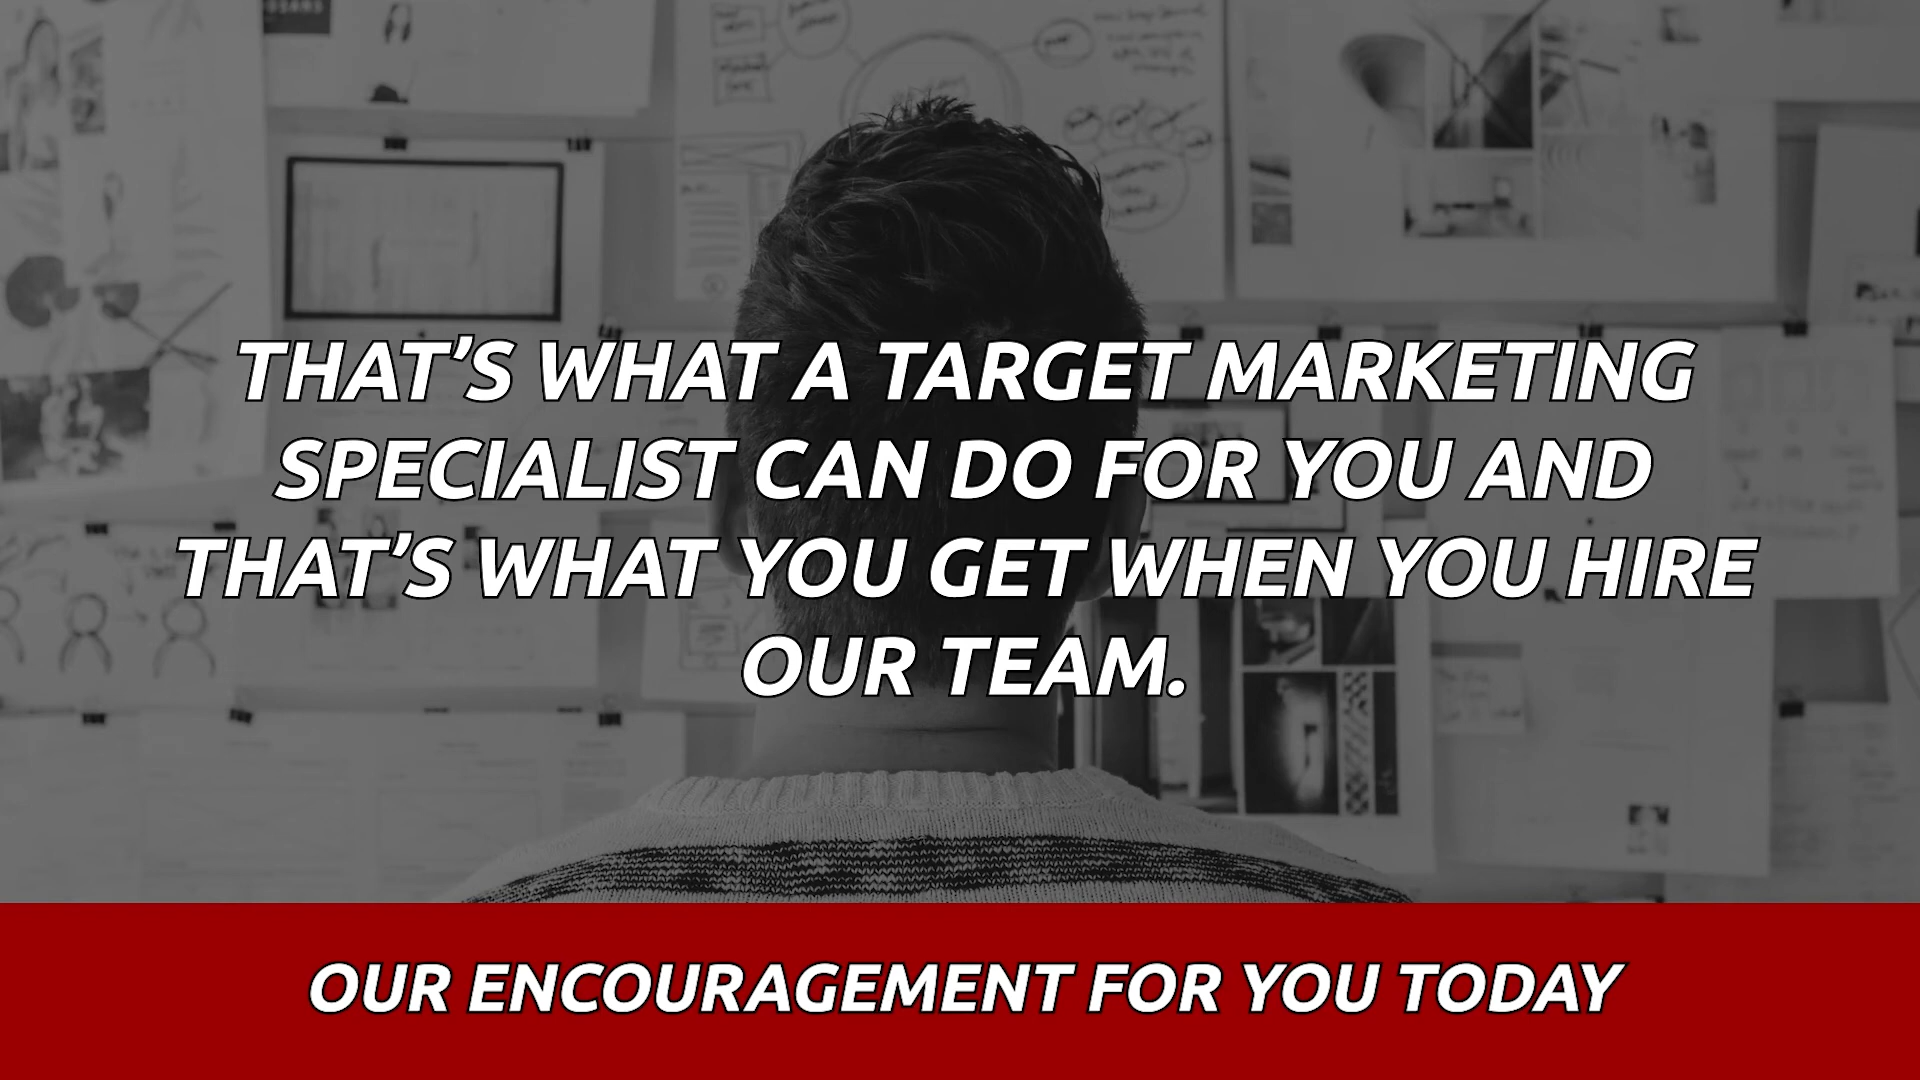 THAT’S WHAT A TARGET MARKETING
SPECIALIST CAN DO FOR YOU AND
THAT’S WHAT YOU GET WHEN YOU HIRE
OUR TEAM.
OUR ENCOURAGEMENT FOR YOU TODAY